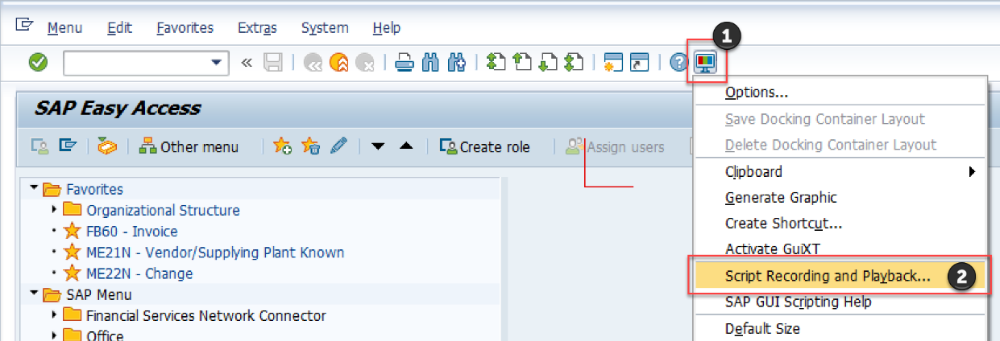 Menu Edit Favorites Extras System Help
1
SAP Easy Access
Other menu Create role Assign users
Options...
Save Docking Container Layout
Delete Docking Container Layout
Clipboard
Generate Graphic
Create Shortcut...
Activate GuiXT
Script Recording and Playback... 2
SAP GUI Scripting Help
Default Size
Favorites
Organizational Structure
FB60 - Invoice
ME21N - Vendor/Supplying Plant Known
ME22N - Change
SAP Menu
Financial Services Network Connector
Office